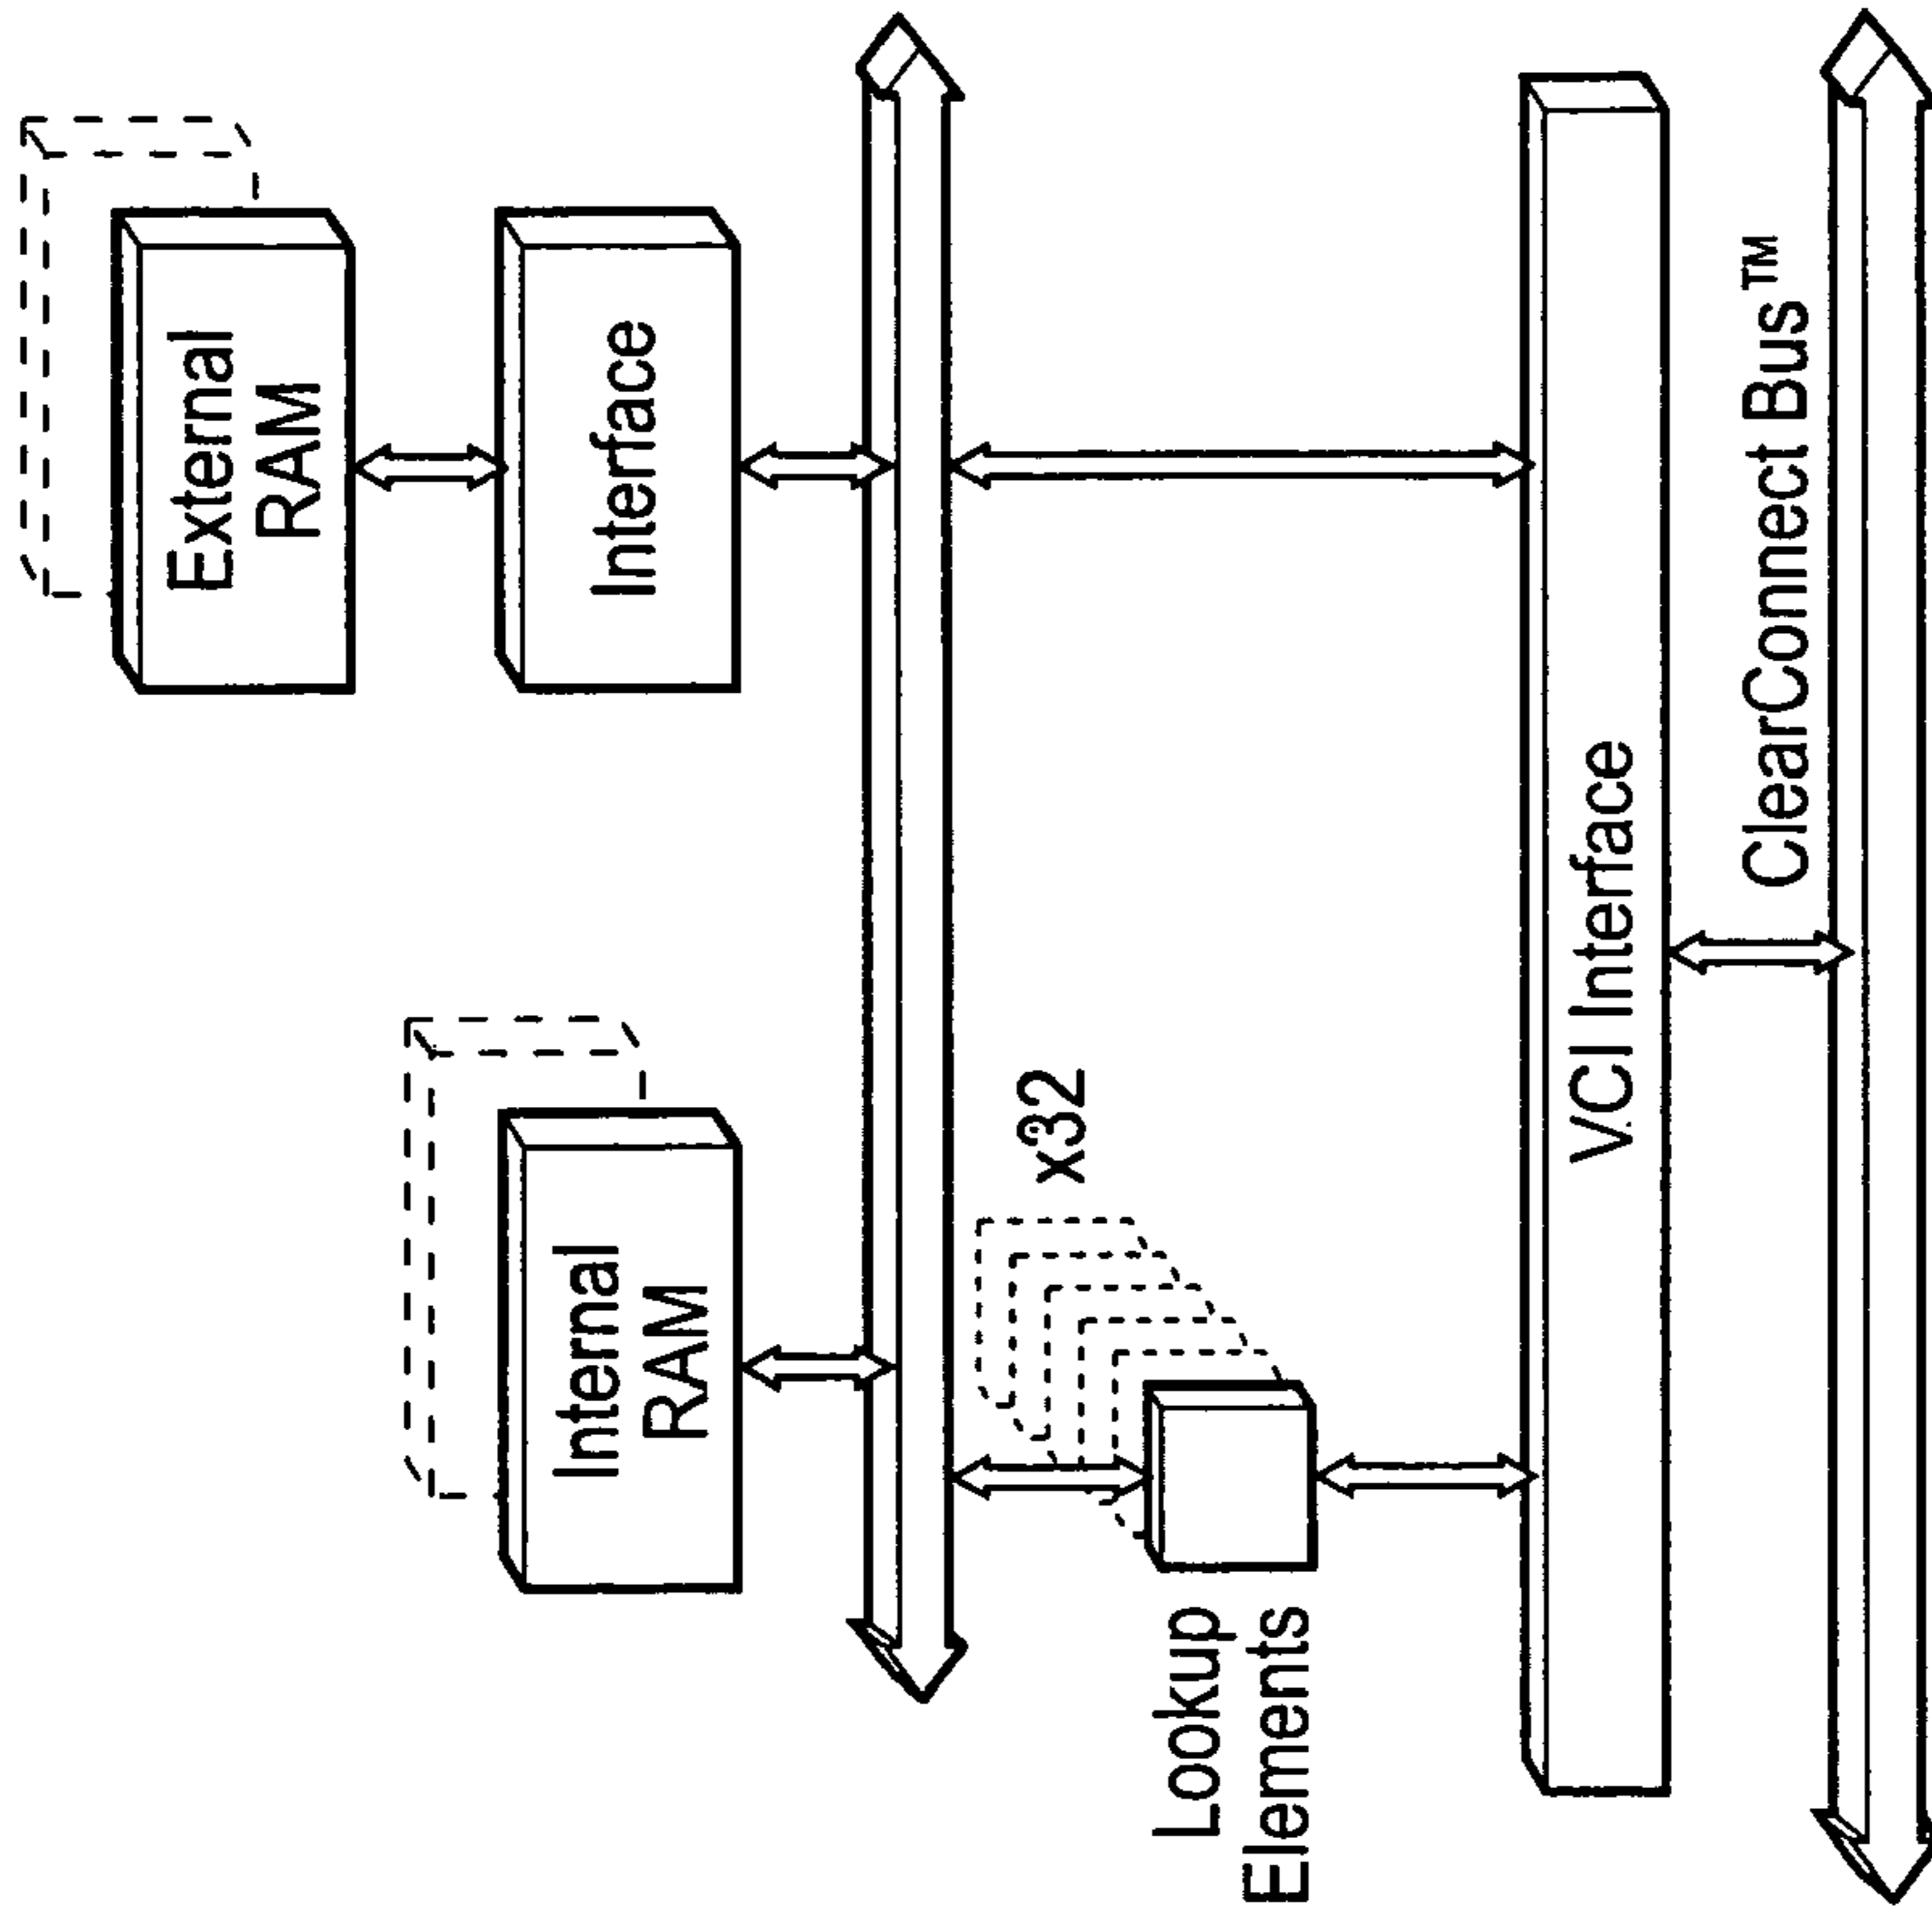 External
RAM
Internal
RAM
Interface
x32
Lookup
Elements
VCI Interface
ClearConnect Bus™